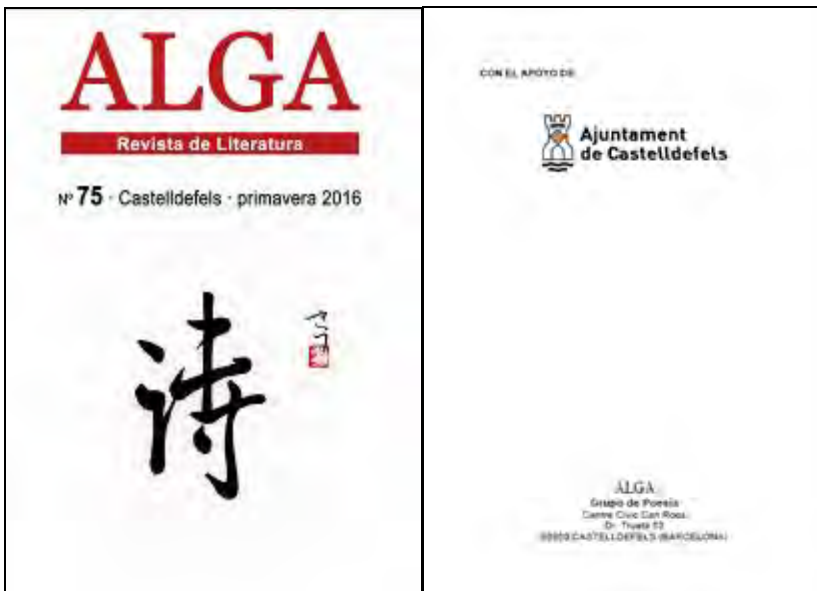 ALGA
Revista de Literatura
Nº 75 · Castelldefels · primavera 2016
诗
CON EL APOYO DE
Ajuntament
de Castelldefels
ALGA
Grupo de Poesía
Centre Cívic Can Roca
Dr. Trueta
CASTELLDEFELS (BARCELONA)